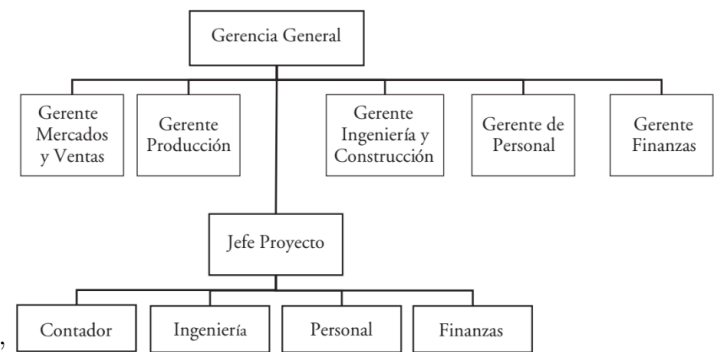 Gerencia General
Gerente
Mercados
y Ventas
Gerente
Producción
Gerente
Ingeniería y
Construcción
Gerente de
Personal
Gerente
Finanzas
Jefe Proyecto
,
Contador
Ingeniería
Personal
Finanzas